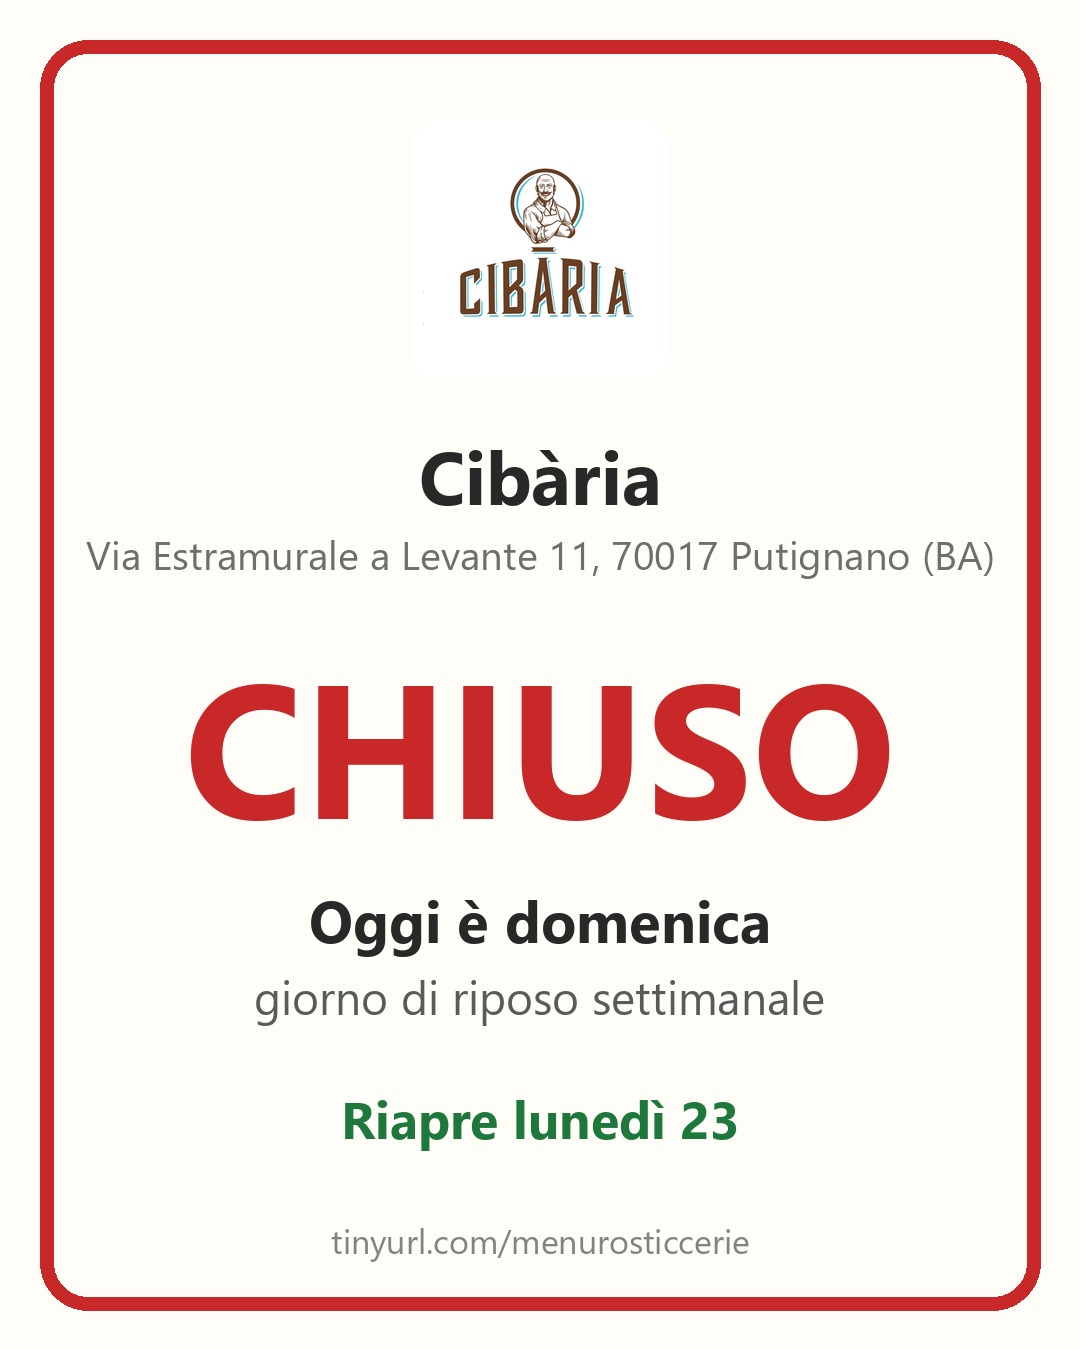 CIBÀRIA
Cibària
Via Estramurale a Levante 11, 70017 Putignano (BA)
CHIUSO
Oggi è domenica
giorno di riposo settimanale
Riapre lunedì 23
tinyurl.com/menurosticcerie